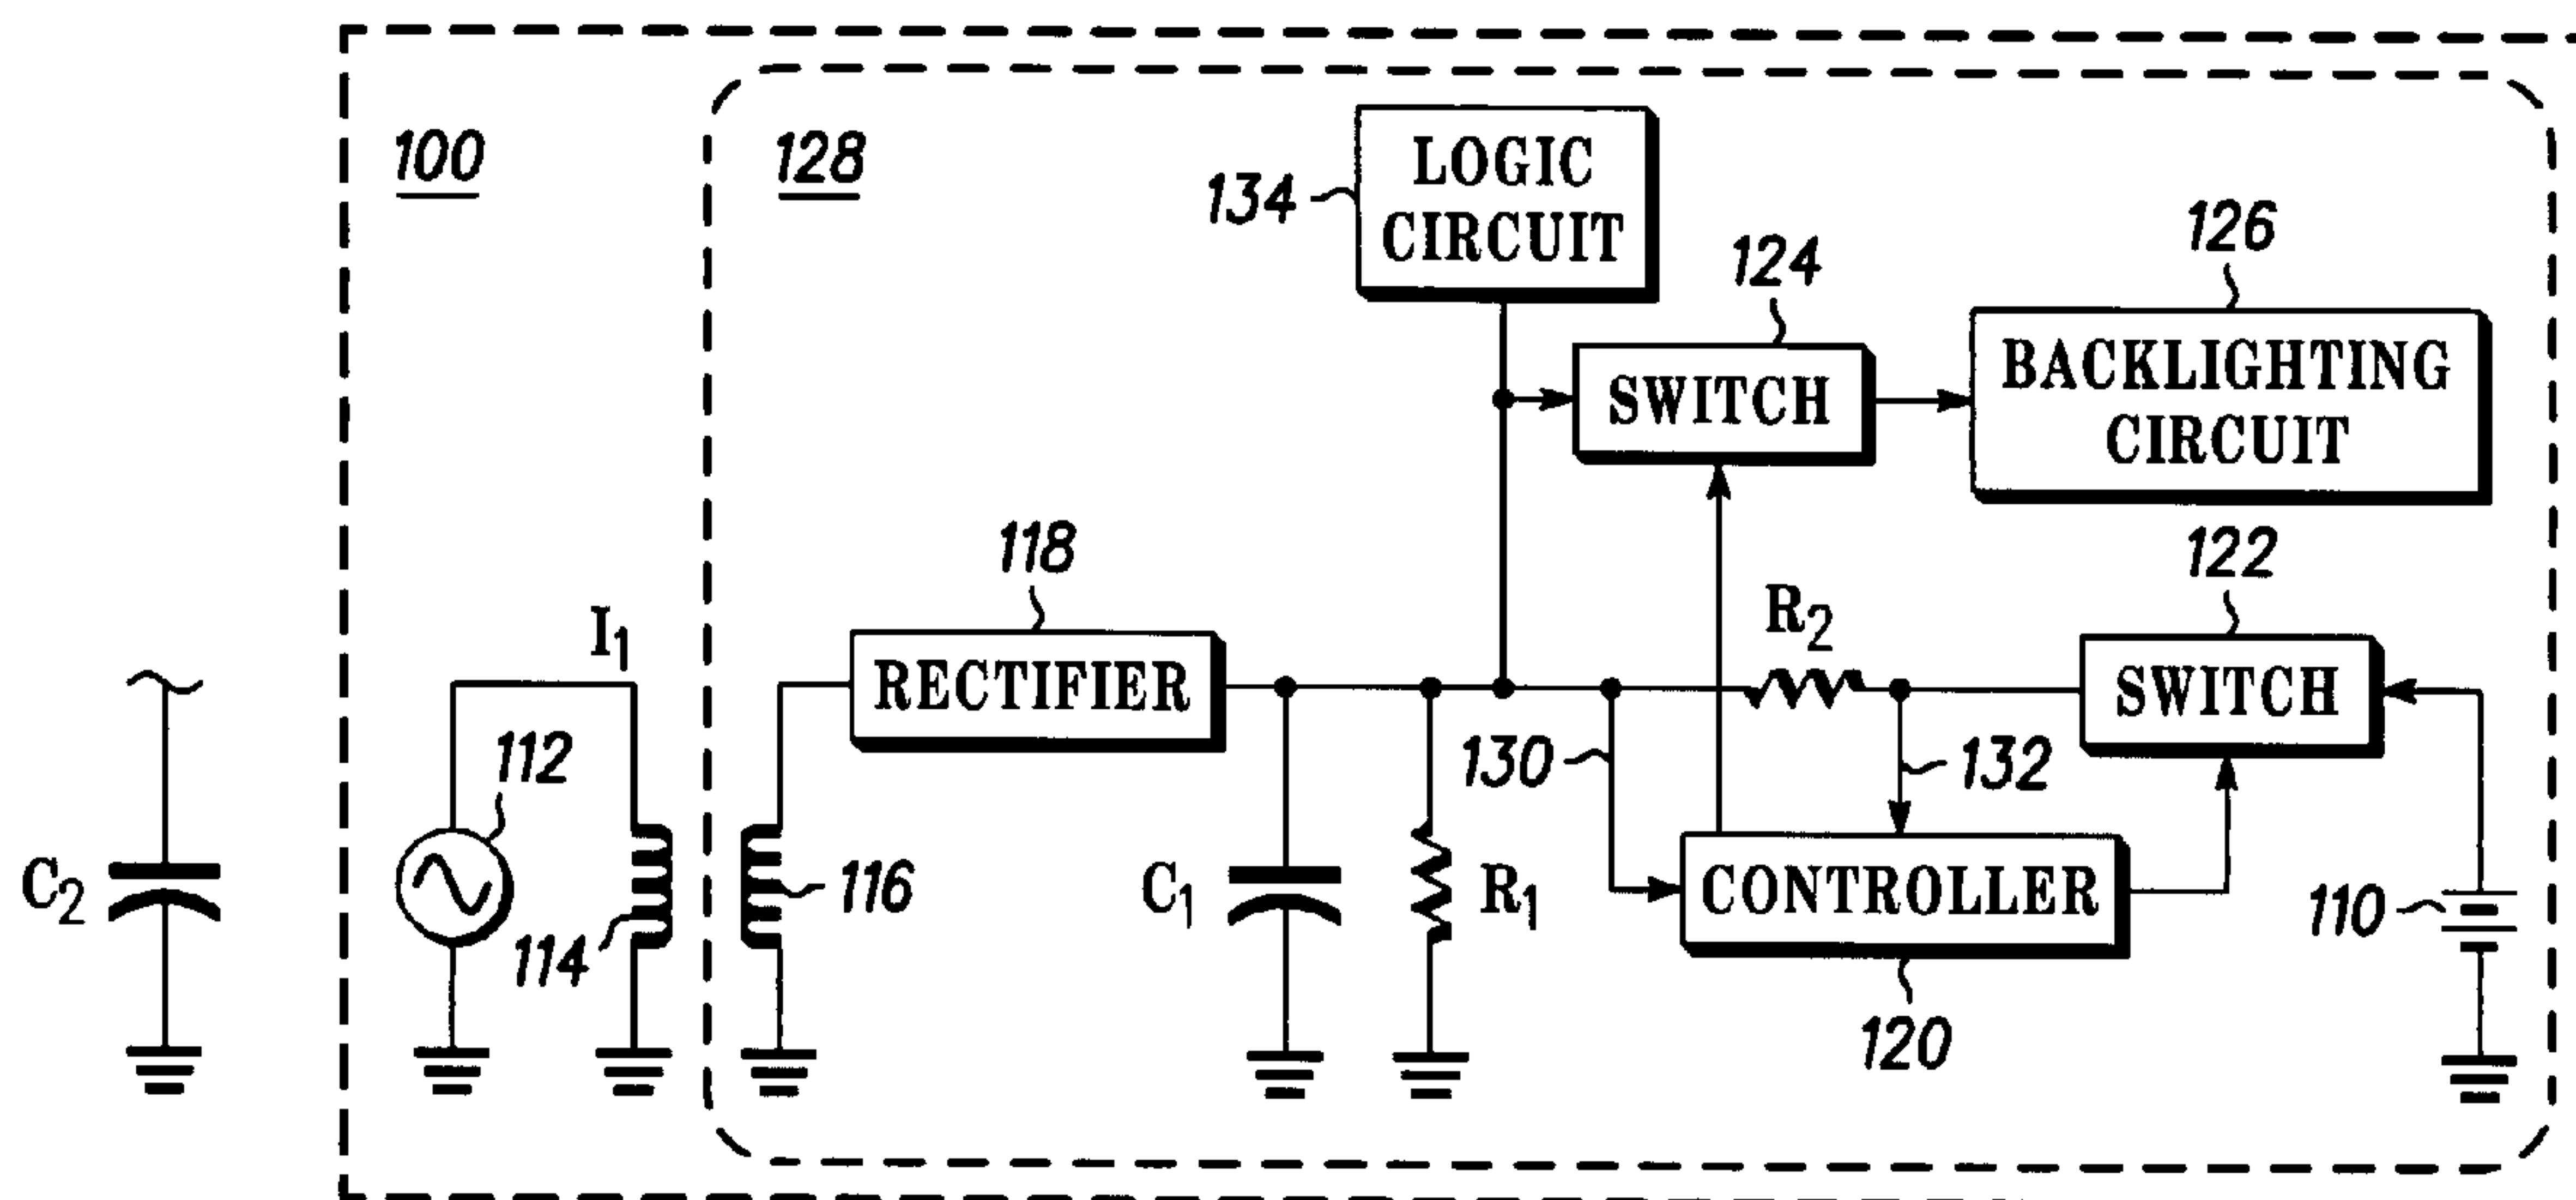 100
128
LOGIC
CIRCUIT
134
124
126
SWITCH
BACKLIGHTING
CIRCUIT
118
122
I1
RECTIFIER
R2
SWITCH
112
130
132
C2
114
116
C1
R1
CONTROLLER
110
120